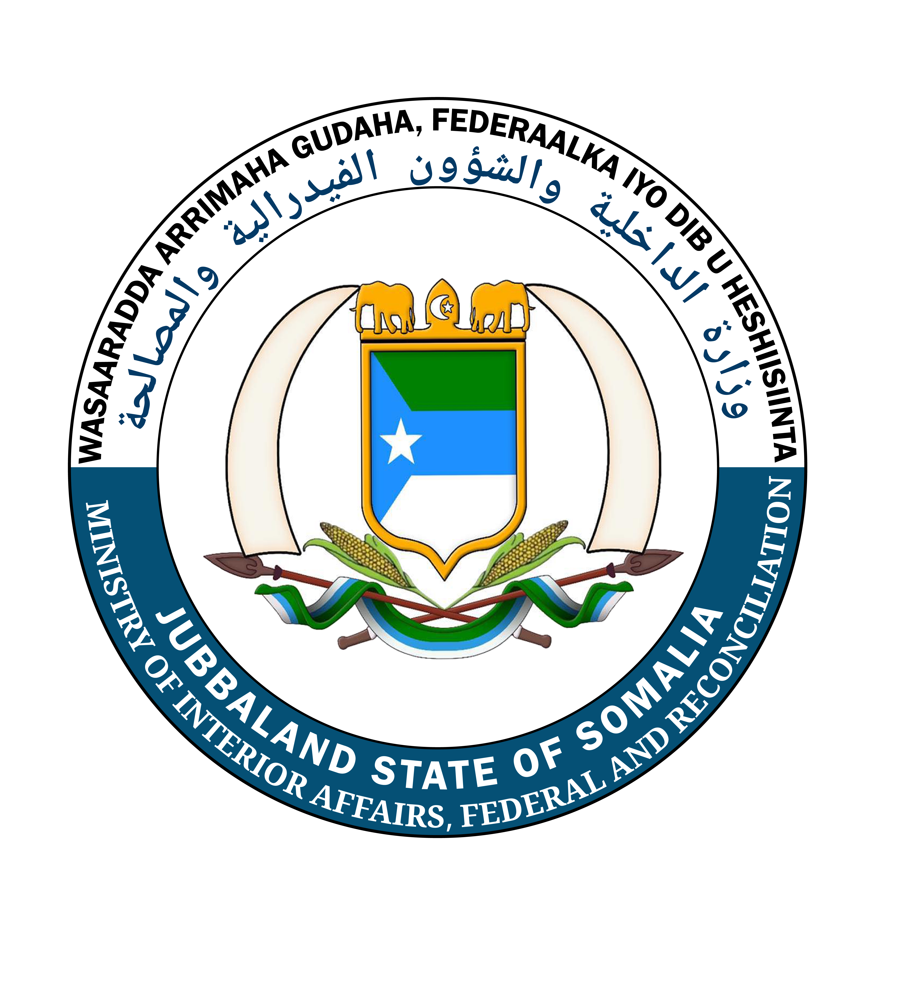 WASAARADDA ARRIMAHA GUDAHA, FEDERAALKA IYO DIB U HESHIISIINTA
وزارة الداخلية والشؤون الفيدرالية والمصالحة
JUBBALAND STATE OF SOMALIA
MINISTRY OF INTERIOR AFFAIRS, FEDERAL AND RECONCILIATION